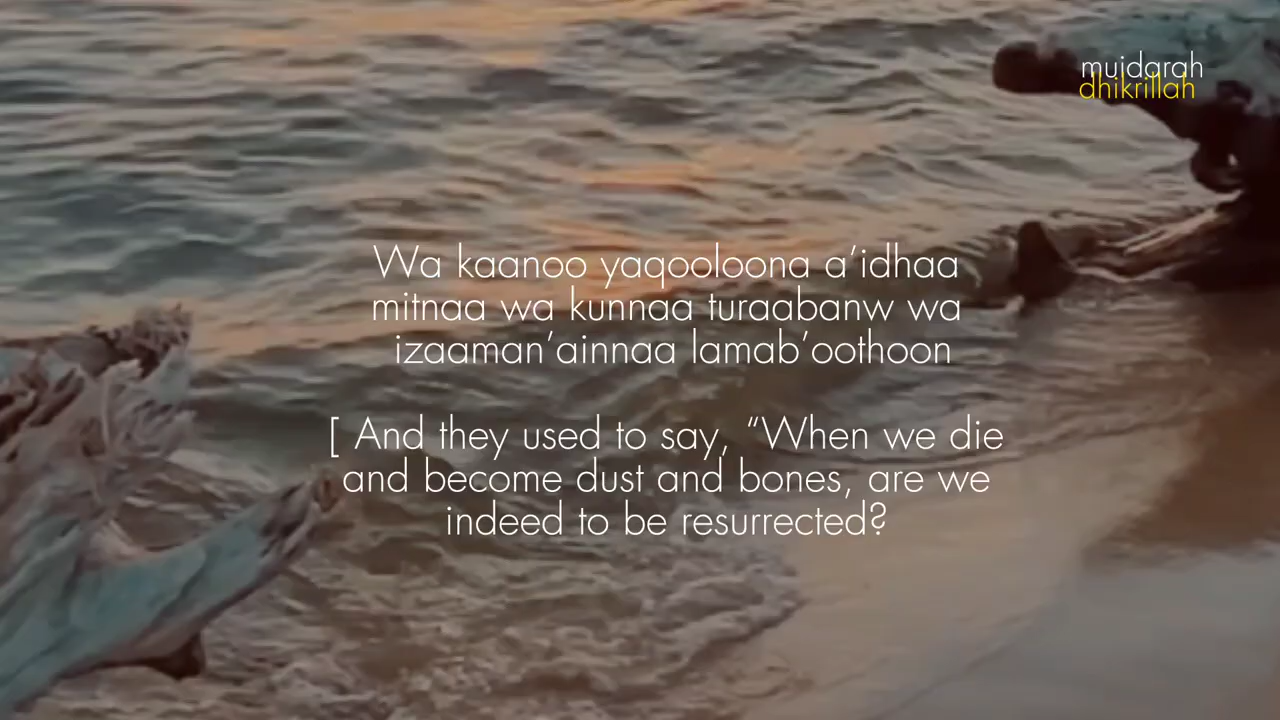 muidarah
dhikrillah
Wa kaanoo yaqooloona a’idhaa
mitnaa wa kunnaa turaabanw wa
izaaman’ainnaa lamab’oothoon
[ And they used to say, “When we die
and become dust and bones, are we
indeed to be resurrected?